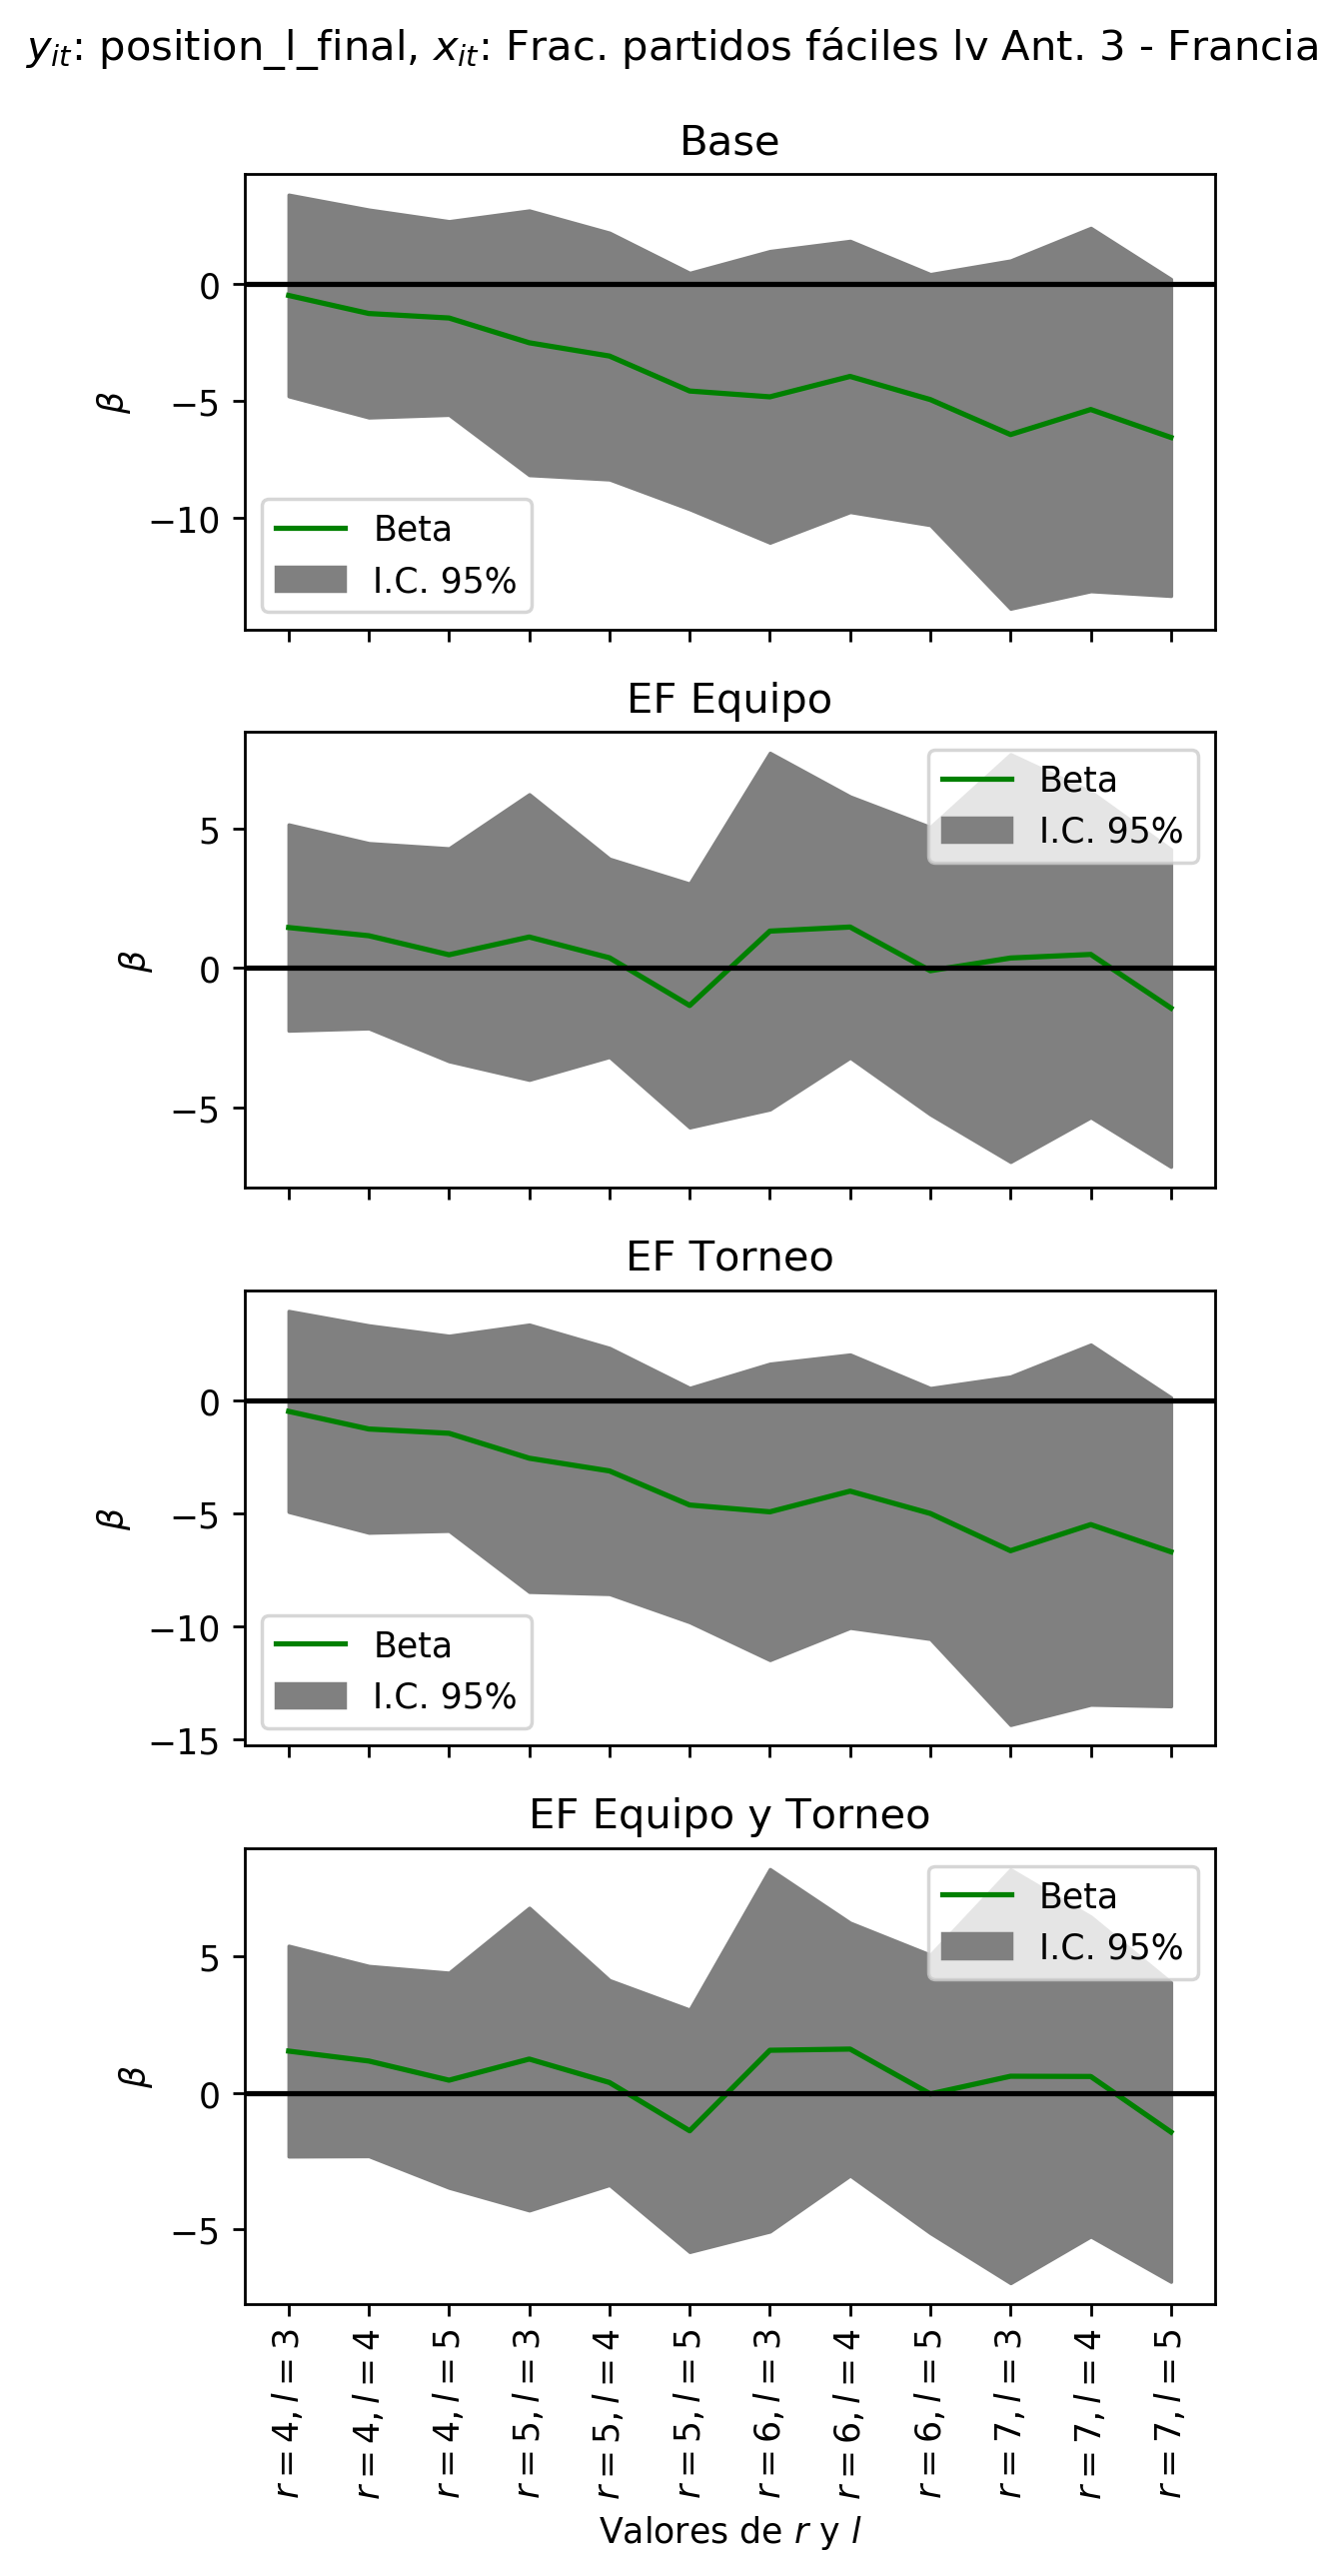 y_it: position_l_final, x_it: Frac. partidos fáciles lv Ant. 3 - Francia
Base
0
−5
−10
β
Beta
I.C. 95%
EF Equipo
5
0
−5
β
Beta
I.C. 95%
EF Torneo
0
−5
−10
−15
β
Beta
I.C. 95%
EF Equipo y Torneo
5
0
−5
β
Beta
I.C. 95%
r = 4, l = 3
r = 4, l = 4
r = 4, l = 5
r = 5, l = 3
r = 5, l = 4
r = 5, l = 5
r = 6, l = 3
r = 6, l = 4
r = 6, l = 5
r = 7, l = 3
r = 7, l = 4
r = 7, l = 5
Valores de r y l